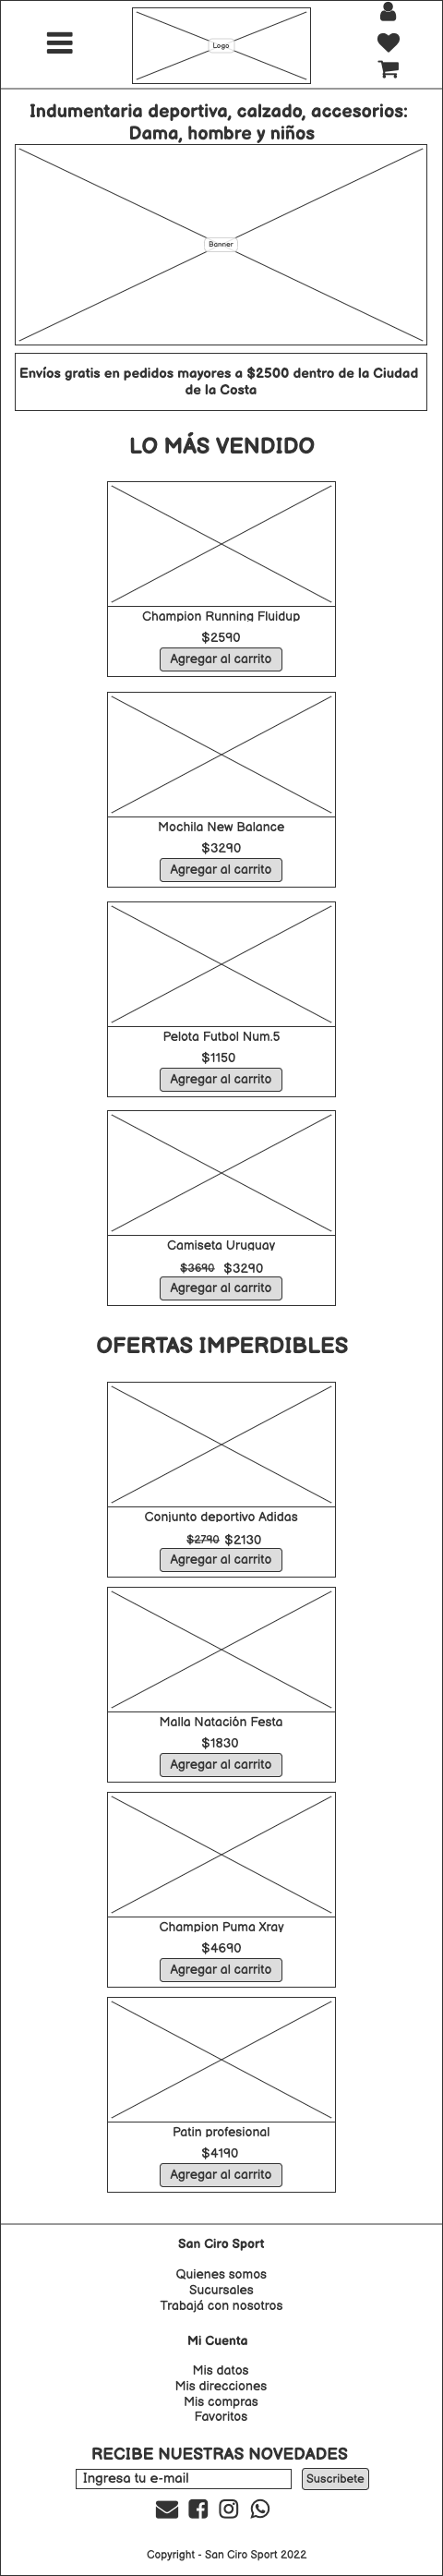 Logo
Indumentaria deportiva, calzado, accesorios:
Dama, hombre y niños
Banner
Envíos gratis en pedidos mayores a $2500 dentro de la Ciudad
de la Costa
LO MÁS VENDIDO
Champion Running Fluidup
$2590
Agregar al carrito
Mochila New Balance
$3290
Agregar al carrito
Pelota Futbol Num.5
$1150
Agregar al carrito
Camiseta Uruguay
$3690 $3290
Agregar al carrito
OFERTAS IMPERDIBLES
Conjunto deportivo Adidas
$2790 $2130
Agregar al carrito
Malla Natación Festa
$1830
Agregar al carrito
Champion Puma Xray
$4690
Agregar al carrito
Patin profesional
$4190
Agregar al carrito
San Ciro Sport
Quienes somos
Sucursales
Trabajá con nosotros
Mi Cuenta
Mis datos
Mis direcciones
Mis compras
Favoritos
RECIBE NUESTRAS NOVEDADES
Ingresa tu e-mail Suscribete
Copyright - San Ciro Sport 2022